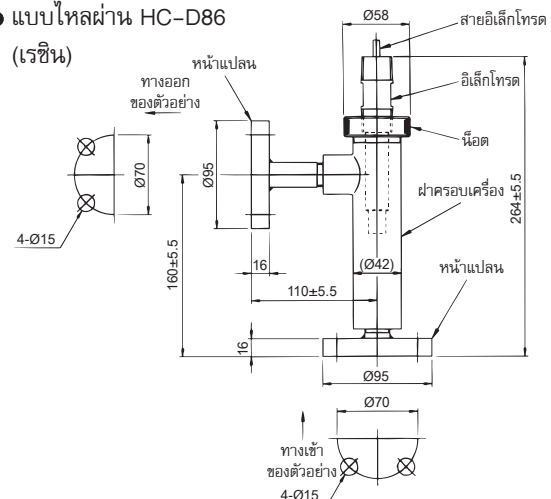 ● แบบไหลผ่าน HC-D86
(เรซิน)
Ø58
สายอิเล็กโทรด
หน้าแปลน
อิเล็กโทรด
ทางออก
ของตัวอย่าง
น็อต
Ø70
Ø95
ฝาครอบเครื่อง
264±5.5
4-Ø15
160±5.5
16
(Ø42)
หน้าแปลน
110±5.5
16
Ø95
Ø70
ทางเข้า
ของตัวอย่าง
4-Ø15